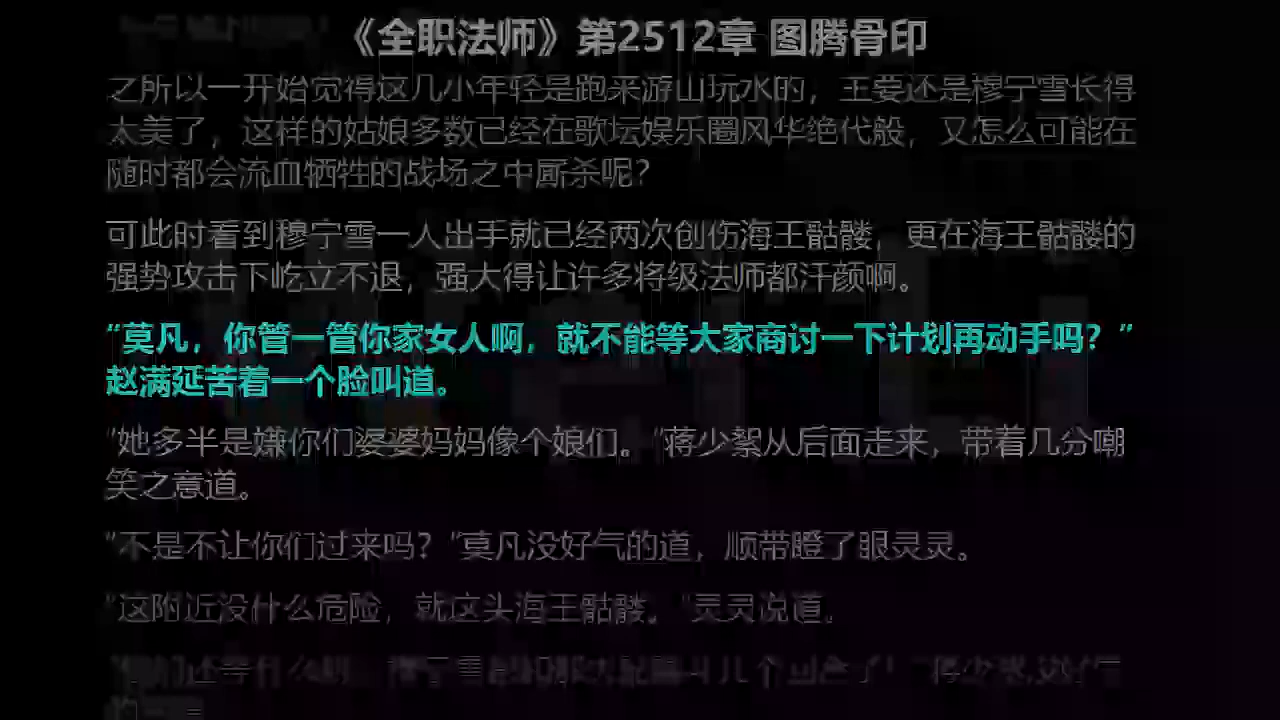 《全职法师》第2512章 图腾骨印
之所以一开始觉得这几小年轻是跑来游山玩水的，主要还是穆宁雪长得
太美了，这样的姑娘多数已经在歌坛娱乐圈风华绝代般，又怎么可能在
随时都会流血牺牲的战场之中厮杀呢？
可此时看到穆宁雪一人出手就已经两次创伤海王骷髅，更在海王骷髅的
强势攻击下屹立不退，强大得让许多将级法师都汗颜啊。
“莫凡，你管一管你家女人啊，就不能等大家商讨一下计划再动手吗？”
赵满延苦着一个脸叫道。
“她多半是嫌你们婆婆妈妈像个娘们。”蒋少絮从后面走来，带着几分嘲
笑之意道。
“不是不让你们过来吗？”莫凡没好气的道，顺带瞪了眼灵灵。
“这附近没什么危险，就这头海王骷髅。”灵灵说道。